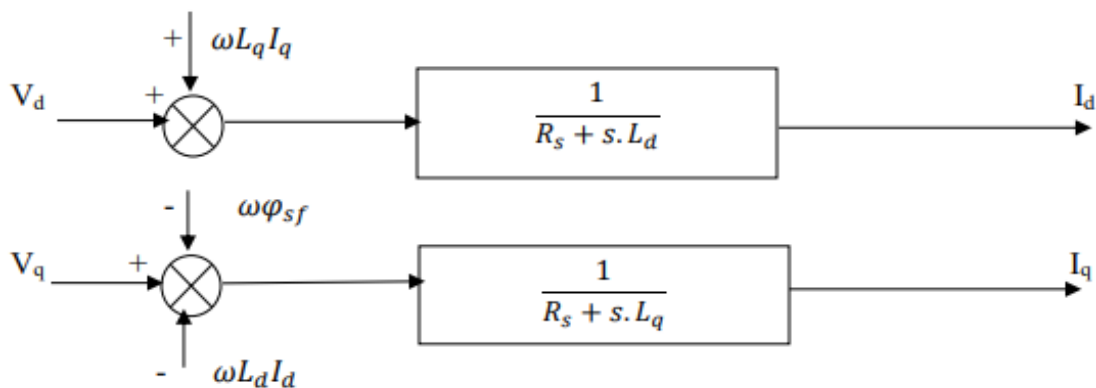 + ωL_qI_q
V_d + 1 / (R_s + s.L_d) I_d
- ωφ_sf
V_q + 1 / (R_s + s.L_q) I_q
- ωL_dI_d